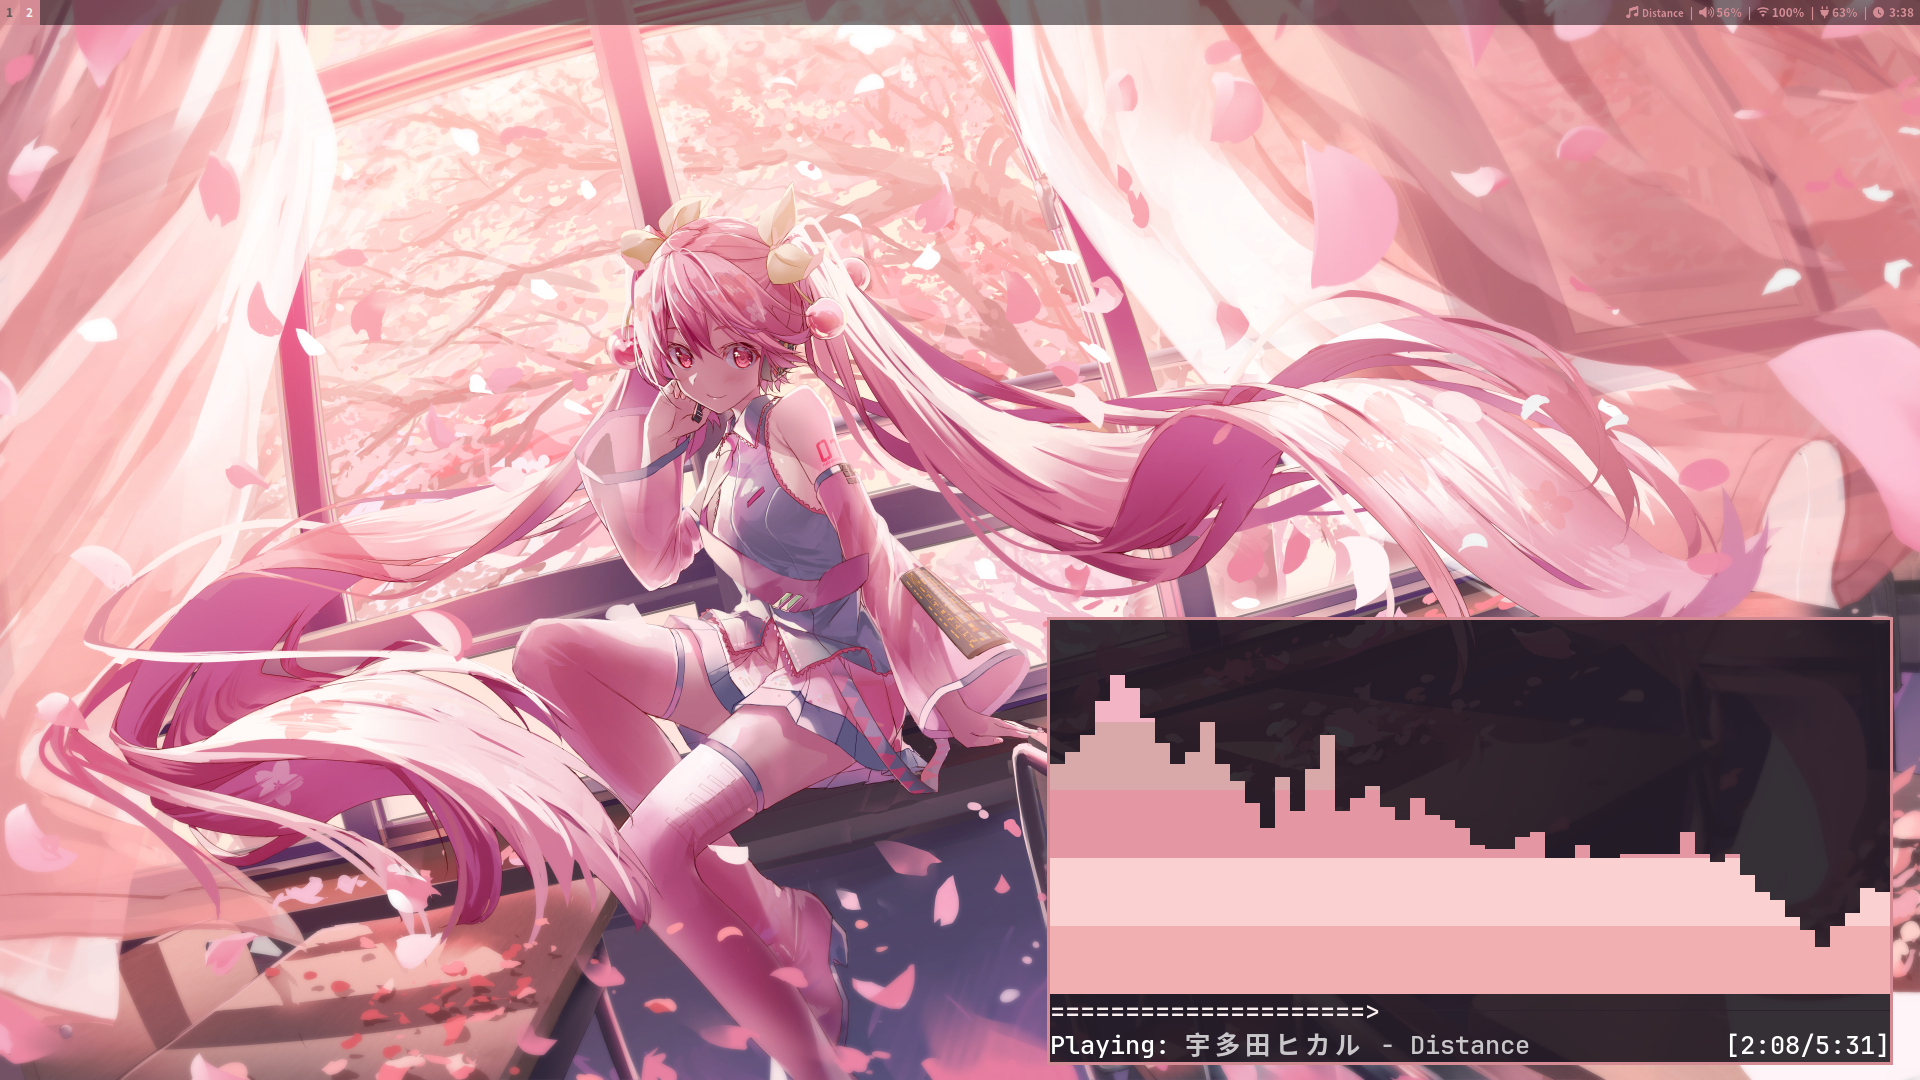 1 2 Distance | 56% | 100% | 63% | 3:38
01
====================>
Playing: 宇多田ヒカル - Distance [2:08/5:31]